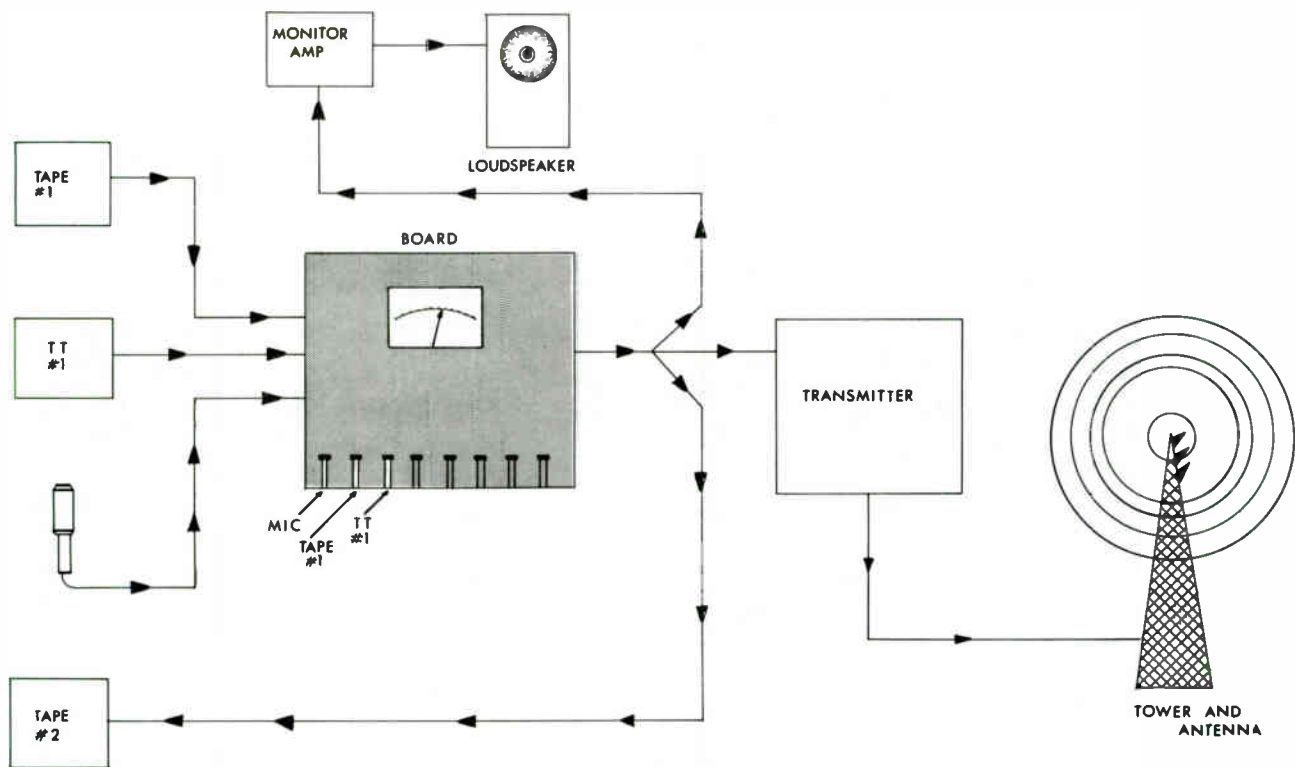 MONITOR
AMP
LOUDSPEAKER
TAPE
#1
BOARD
TT
#1
TRANSMITTER
MIC
TAPE
#1
TT
#1
TAPE
#2
TOWER AND
ANTENNA